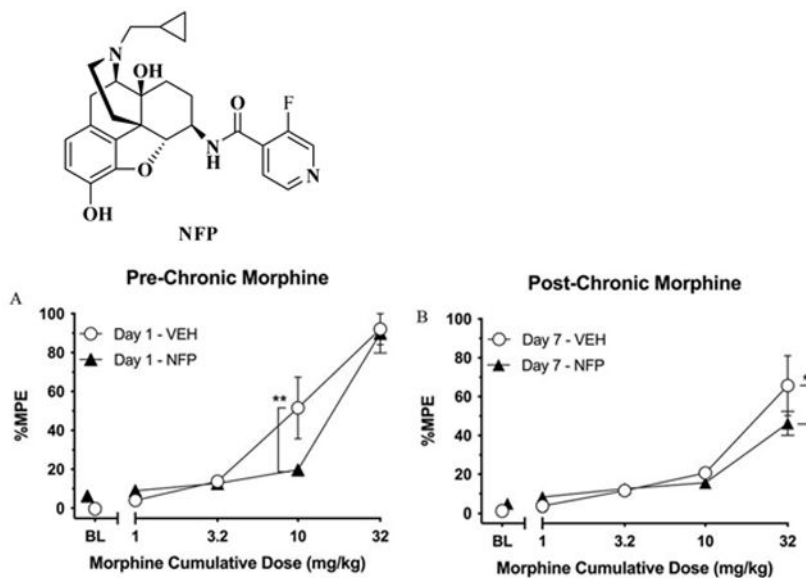 N
OH
O
F
N
H
N
O
OH
NFP
Pre-Chronic Morphine
A
100
80
60
40
20
0
%MPE
Day 1 - VEH
Day 1 - NFP
**
BL 1 3.2 10 32
Morphine Cumulative Dose (mg/kg)
Post-Chronic Morphine
B
100
80
60
40
20
0
%MPE
Day 7 - VEH
Day 7 - NFP
BL 1 3.2 10 32
Morphine Cumulative Dose (mg/kg)